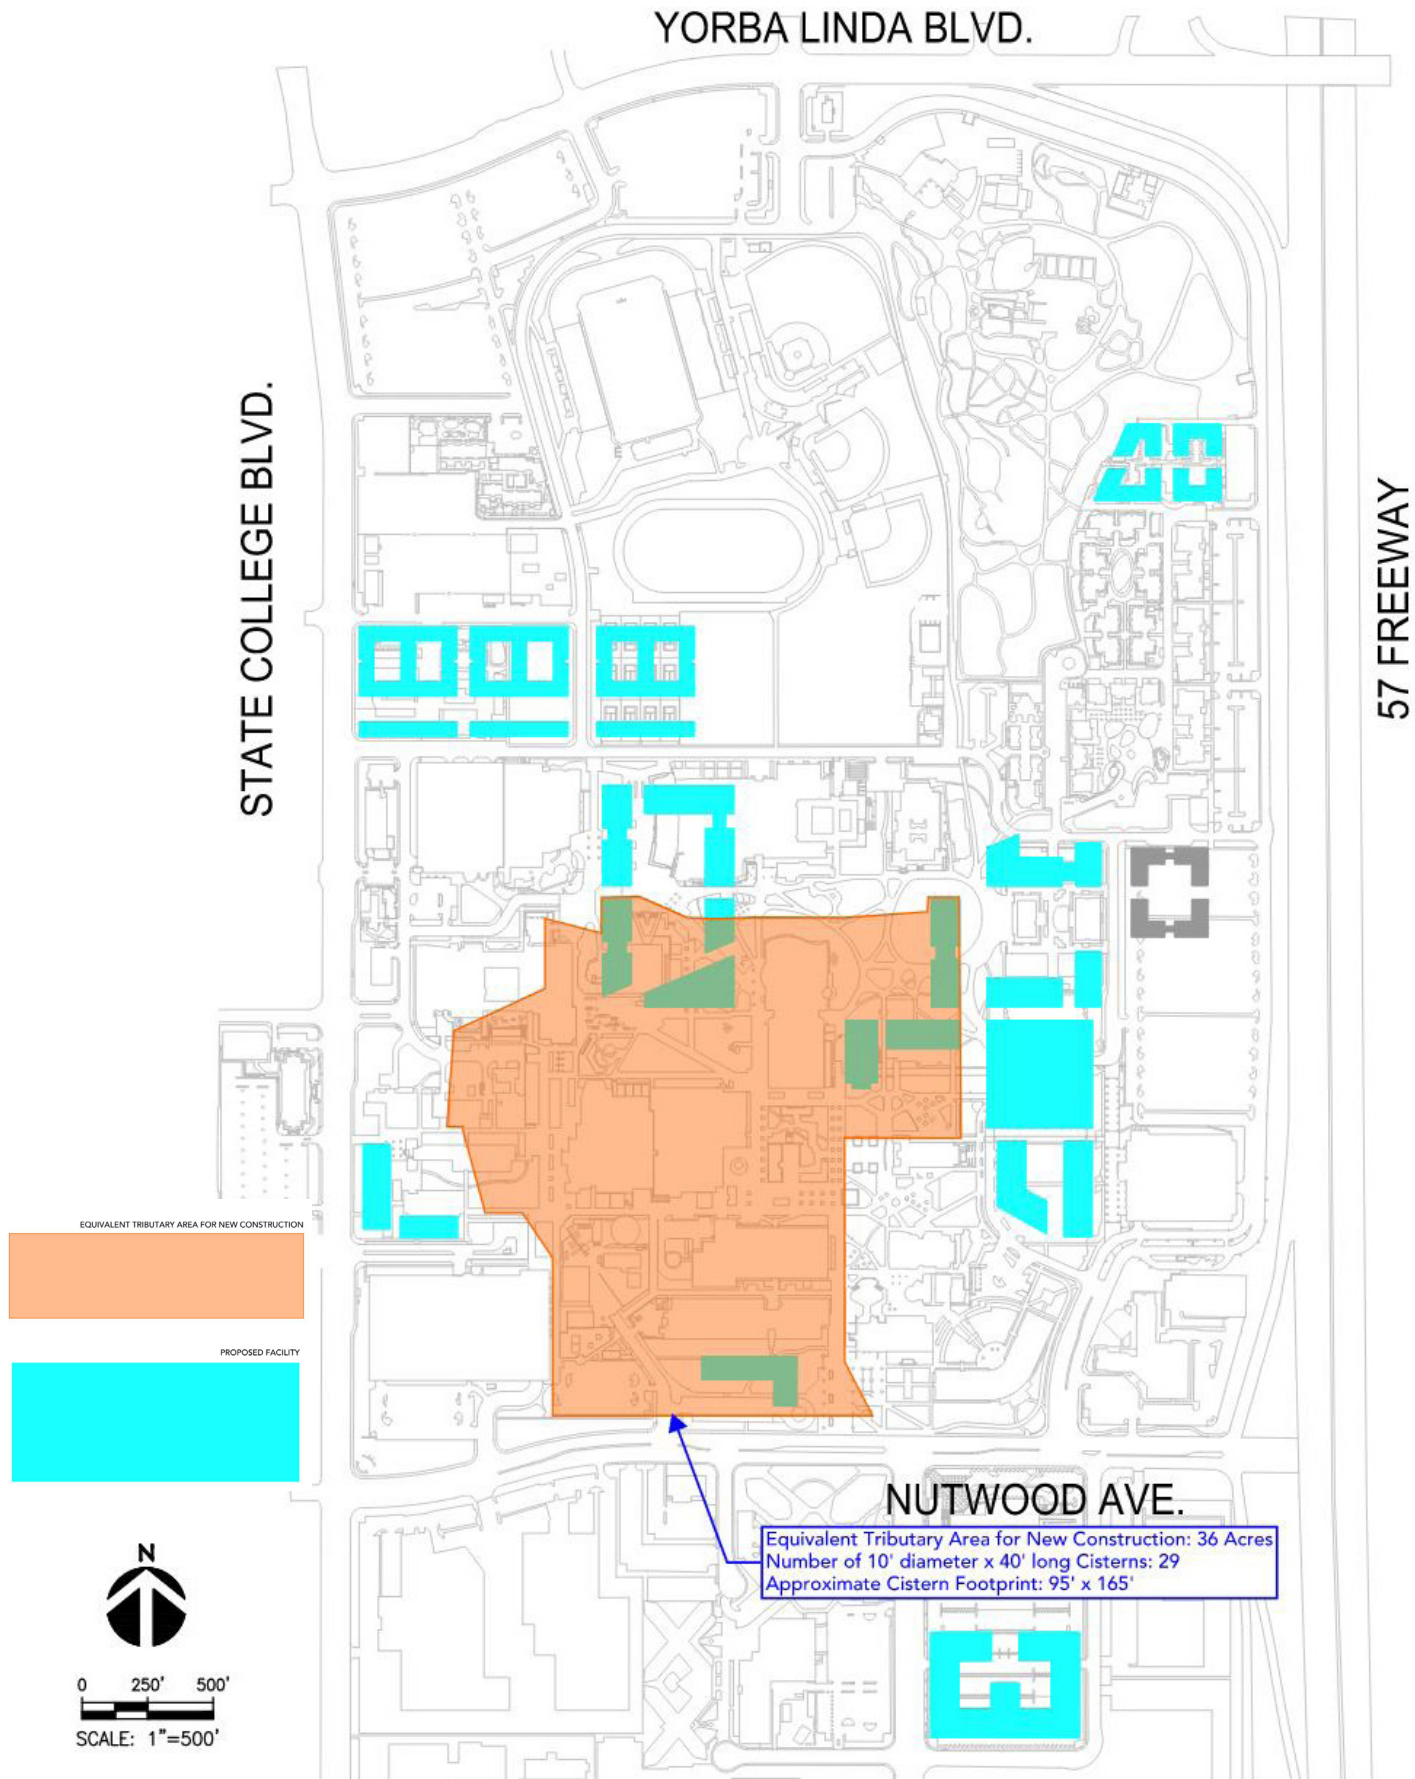 YORBA LINDA BLVD.
STATE COLLEGE BLVD.
57 FREEWAY
EQUIVALENT TRIBUTARY AREA FOR NEW CONSTRUCTION
PROPOSED FACILITY
NUTWOOD AVE.
Equivalent Tributary Area for New Construction: 36 Acres
Number of 10' diameter x 40' long Cisterns: 29
Approximate Cistern Footprint: 95' x 165'
N
0 250' 500'
SCALE: 1"=500'